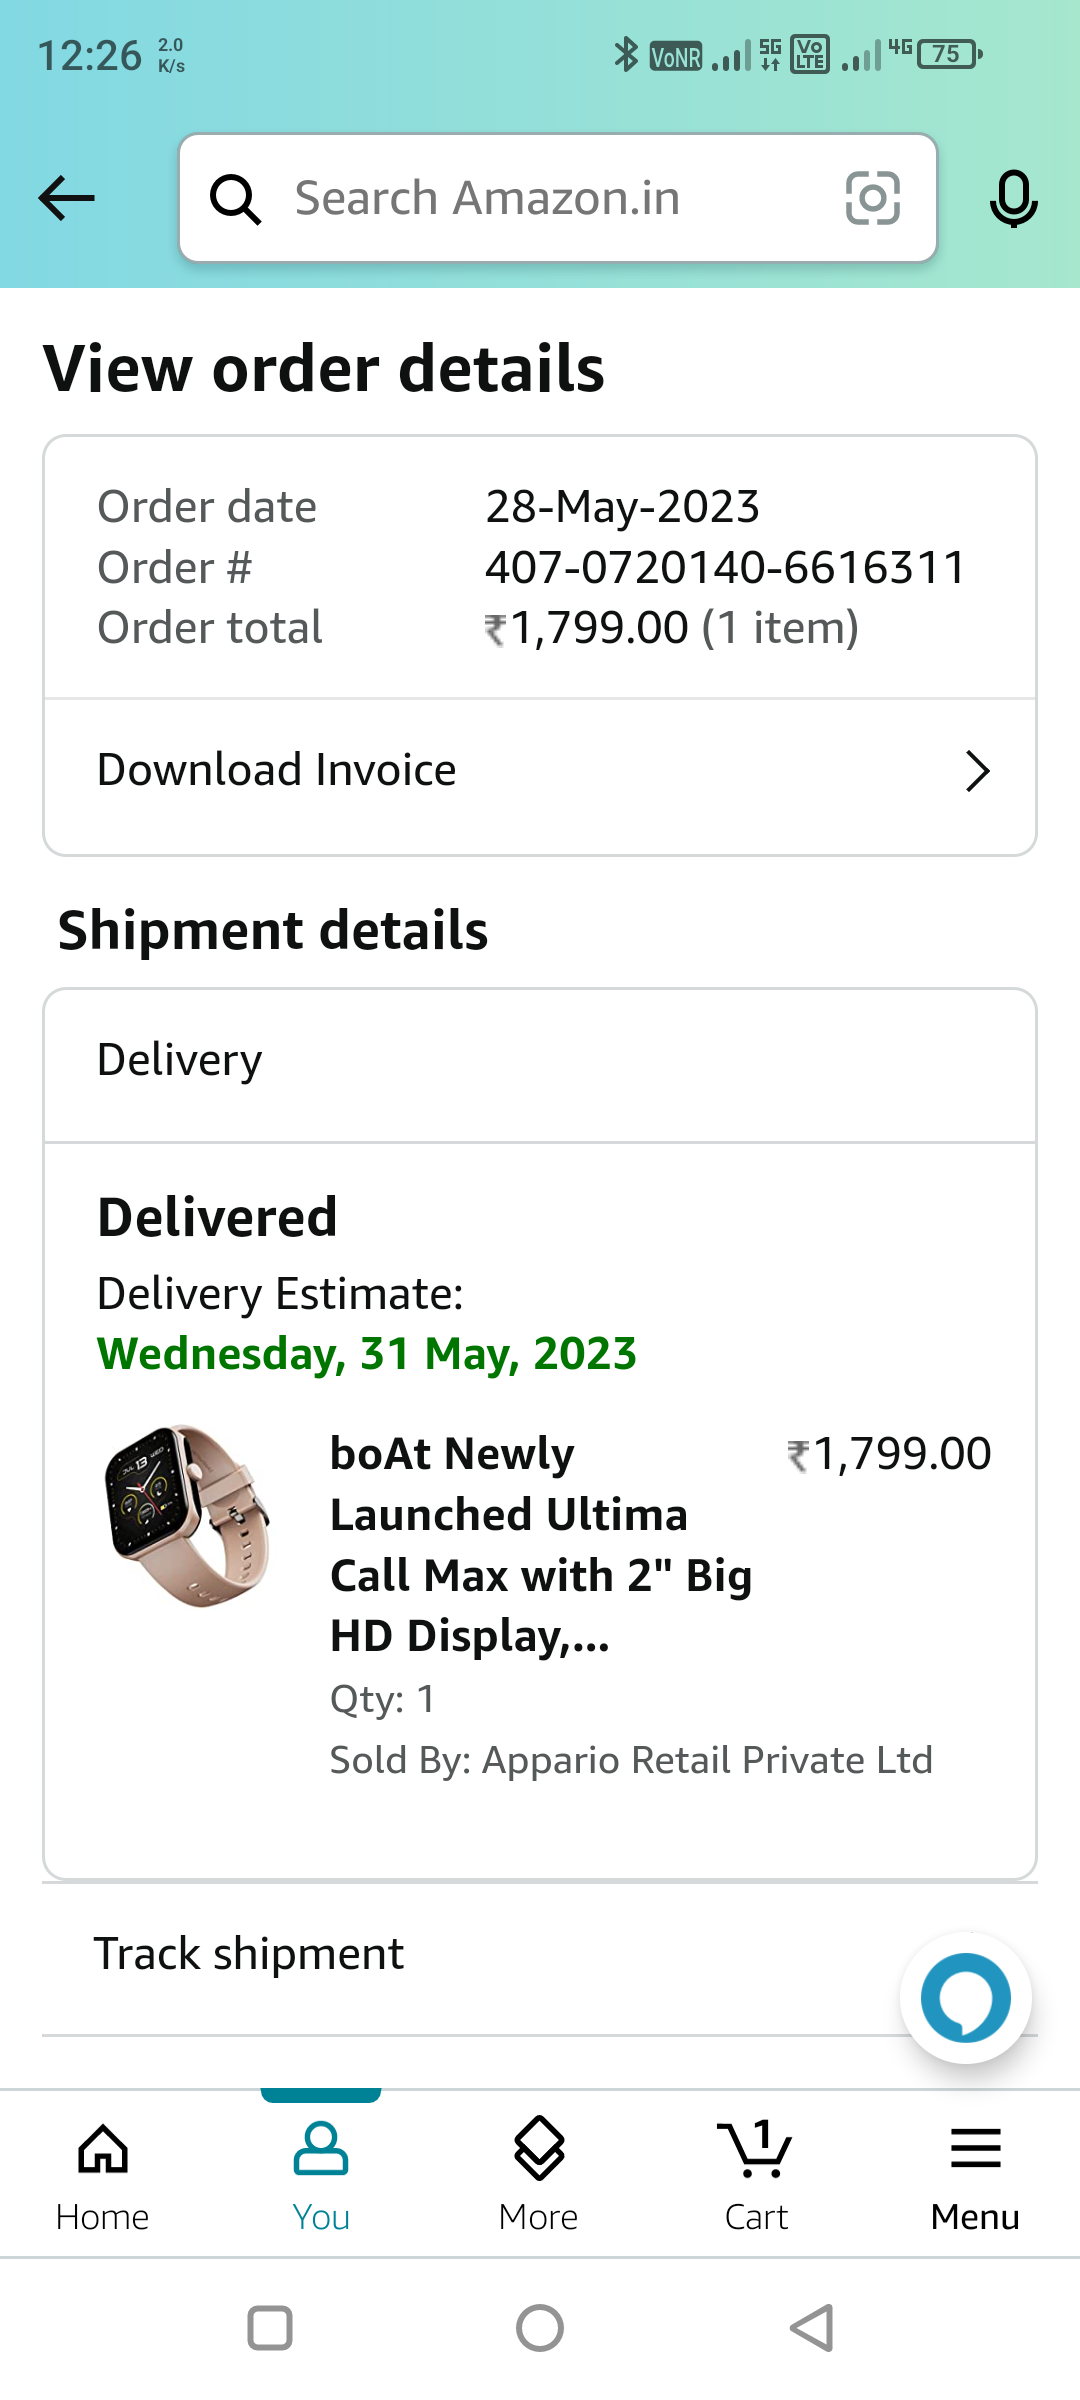 12:26 2.0 K/s VoNR 5G Vo LTE 4G 75
Search Amazon.in
View order details
Order date 28-May-2023
Order # 407-0720140-6616311
Order total ₹1,799.00 (1 item)
Download Invoice
Shipment details
Delivery
Delivered
Delivery Estimate:
Wednesday, 31 May, 2023
boAt Newly ₹1,799.00
Launched Ultima
Call Max with 2" Big
HD Display,...
Qty: 1
Sold By: Appario Retail Private Ltd
Track shipment
1
Home You More Cart Menu